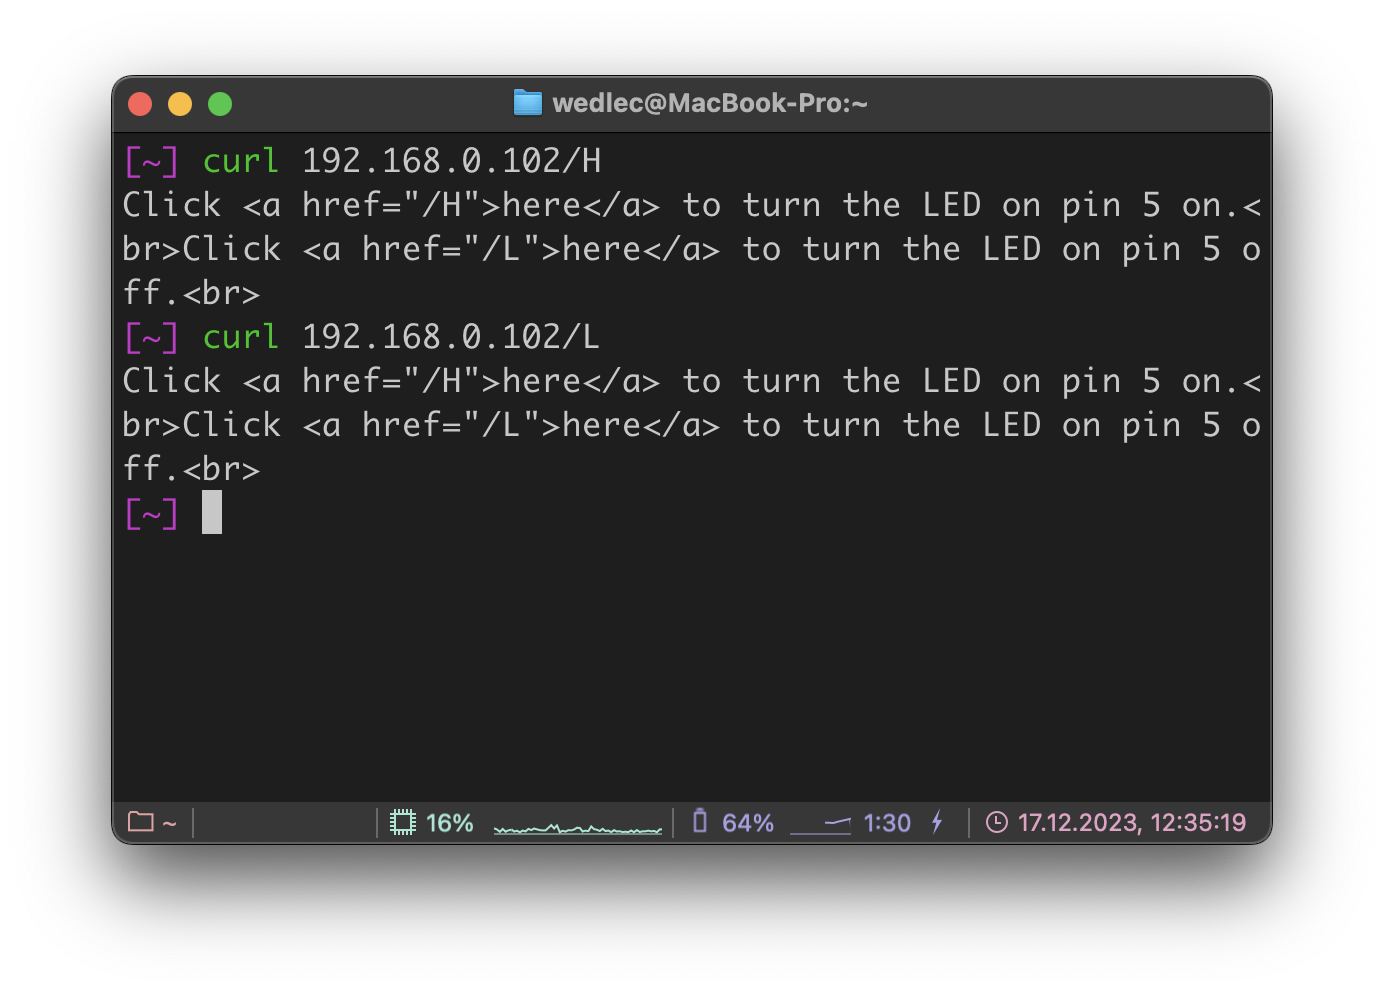 wedlec@MacBook-Pro:~
[~] curl 192.168.0.102/H
Click <a href="/H">here</a> to turn the LED on pin 5 on.<
br>Click <a href="/L">here</a> to turn the LED on pin 5 o
ff.<br>
[~] curl 192.168.0.102/L
Click <a href="/H">here</a> to turn the LED on pin 5 on.<
br>Click <a href="/L">here</a> to turn the LED on pin 5 o
ff.<br>
[~]
~ 16% 64% 1:30 17.12.2023, 12:35:19